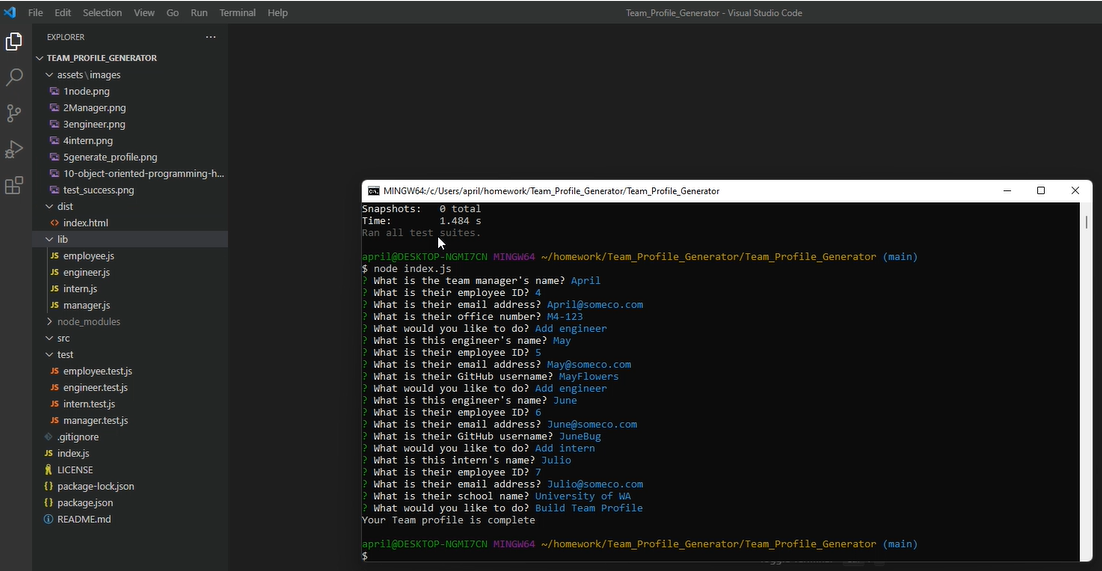 File Edit Selection View Go Run Terminal Help
Team_Profile_Generator - Visual Studio Code
EXPLORER
TEAM_PROFILE_GENERATOR
assets\images
1node.png
2Manager.png
3engineer.png
4intern.png
5generate_profile.png
10-object-oriented-programming-h...
test_success.png
dist
<> index.html
lib
JS employee.js
JS engineer.js
JS intern.js
JS manager.js
node_modules
src
test
JS employee.test.js
JS engineer.test.js
JS intern.test.js
JS manager.test.js
.gitignore
JS index.js
LICENSE
{} package-lock.json
{} package.json
README.md
MINGW64:/c/Users/april/homework/Team_Profile_Generator/Team_Profile_Generator
Snapshots: 0 total
Time: 1.484 s
Ran all test suites.
april@DESKTOP-NGMI7CN MINGW64 ~/homework/Team_Profile_Generator/Team_Profile_Generator (main)
$ node index.js
? What is the team manager's name? April
? What is their employee ID? 4
? What is their email address? April@someco.com
? What is their office number? M4-123
? What would you like to do? Add engineer
? What is this engineer's name? May
? What is their employee ID? 5
? What is their email address? May@someco.com
? What is their GitHub username? MayFlowers
? What would you like to do? Add engineer
? What is this engineer's name? June
? What is their employee ID? 6
? What is their email address? June@someco.com
? What is their GitHub username? JuneBug
? What would you like to do? Add intern
? What is this intern's name? Julio
? What is their employee ID? 7
? What is their email address? Julio@someco.com
? What is their school name? University of WA
? What would you like to do? Build Team Profile
Your Team profile is complete
april@DESKTOP-NGMI7CN MINGW64 ~/homework/Team_Profile_Generator/Team_Profile_Generator (main)
$